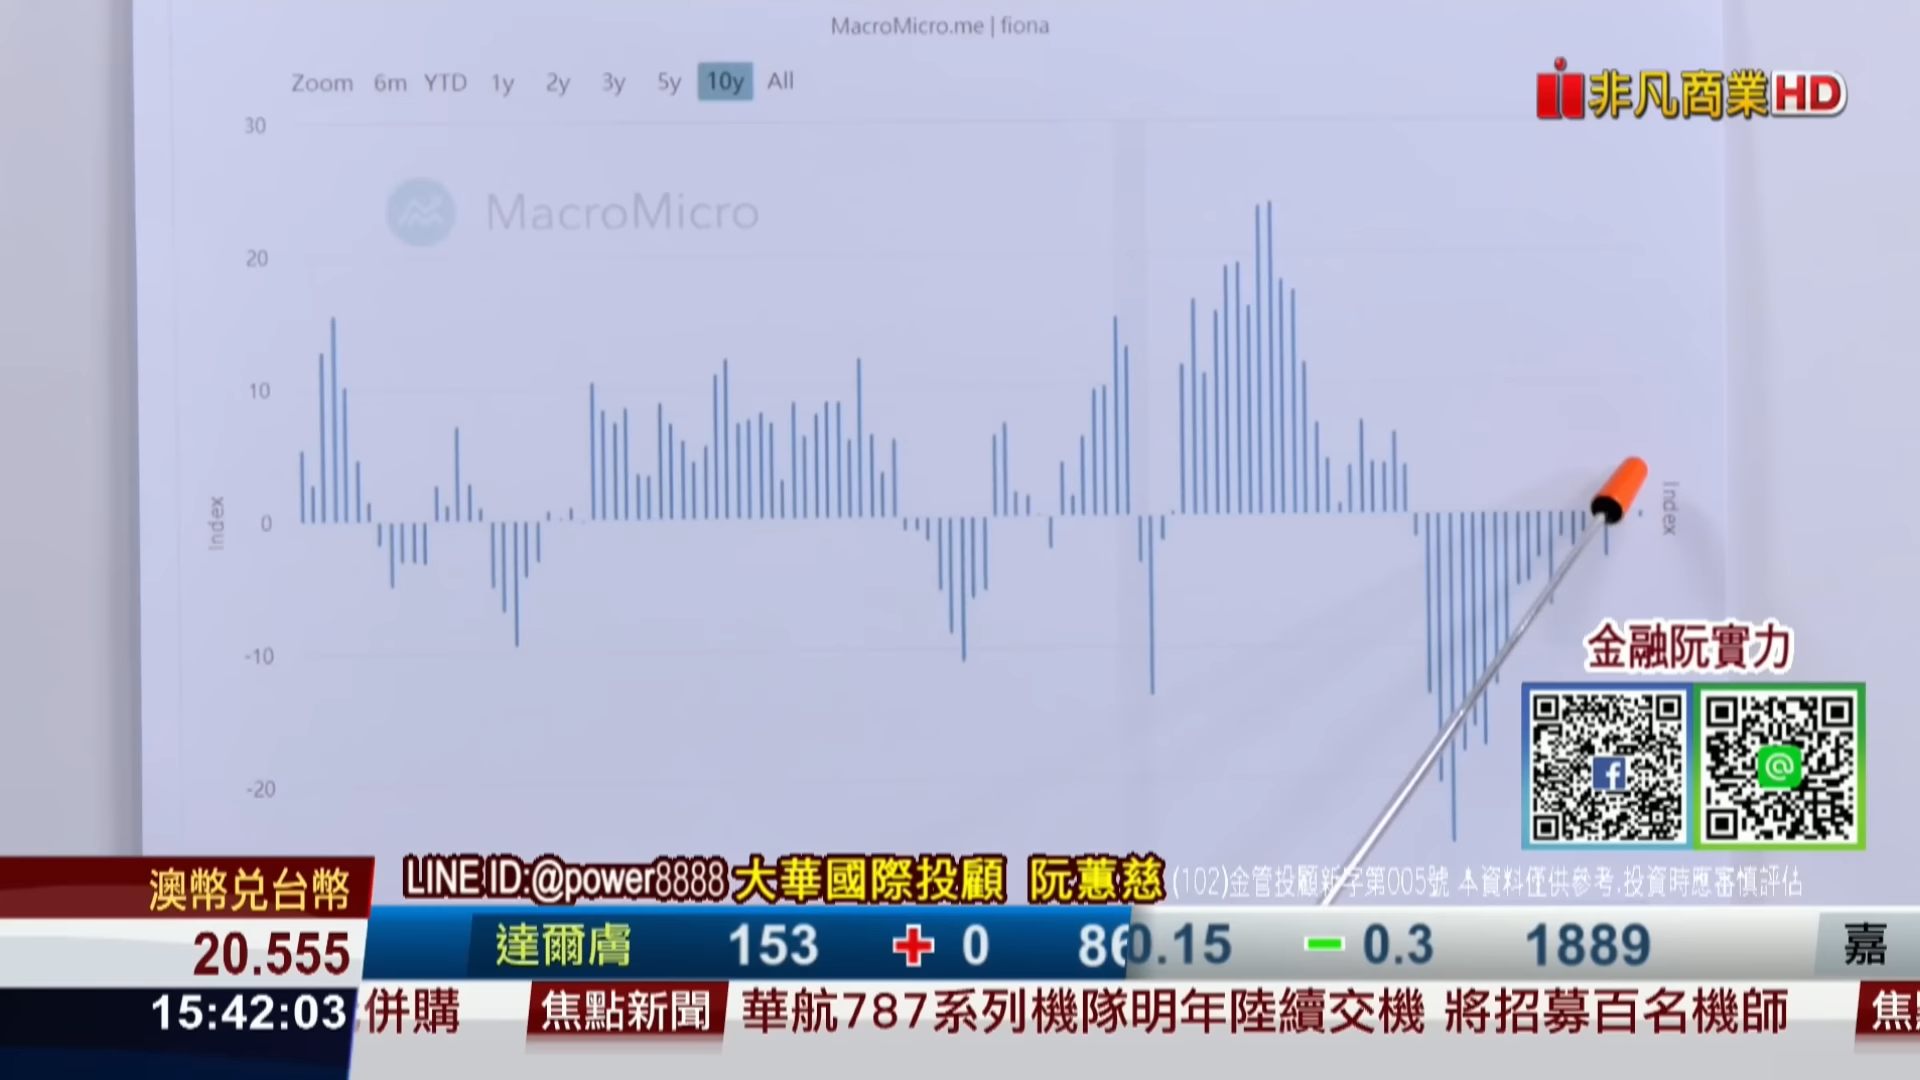 MacroMicro.me | fiona
Zoom 6m YTD 1y 2y 3y 5y 10y All
非凡商業HD
30
MacroMicro
20
10
0
-10
-20
Index
Index
金融阮實力
LINE ID:@power8888 大華國際投顧 阮蕙慈 (102)金管投顧新字第005號 本資料僅供參考.投資時應審慎評估
澳幣兌台幣
20.555
達爾膚 153 + 0 86
0.15 - 0.3 1889 嘉
15:42:03
併購 焦點新聞 華航787系列機隊明年陸續交機 將招募百名機師 焦